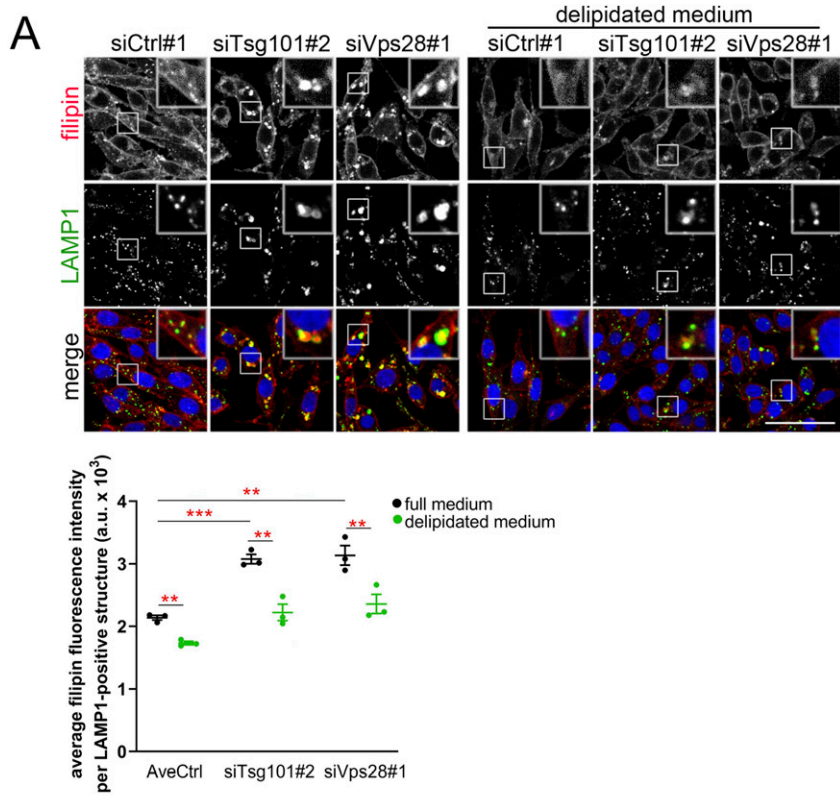 A
delipidated medium
siCtrl#1 siTsg101#2 siVps28#1 siCtrl#1 siTsg101#2 siVps28#1
filipin
LAMP1
merge
average filipin fluorescence intensity
per LAMP1-positive structure (a.u. x 10³)
4
3
2
1
0
**
***
**
**
**
full medium
delipidated medium
AveCtrl siTsg101#2 siVps28#1